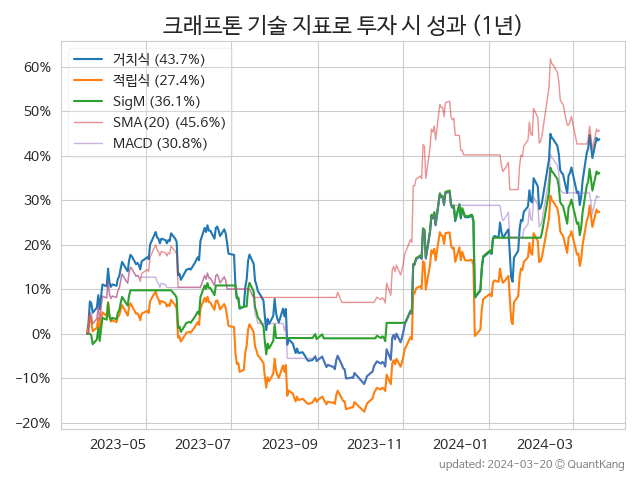 크래프톤 기술 지표로 투자 시 성과 (1년)
거치식 (43.7%)
적립식 (27.4%)
SigM (36.1%)
SMA(20) (45.6%)
MACD (30.8%)
60%
50%
40%
30%
20%
10%
0%
−10%
−20%
2023-05 2023-07 2023-09 2023-11 2024-01 2024-03
updated: 2024-03-20 © QuantKang